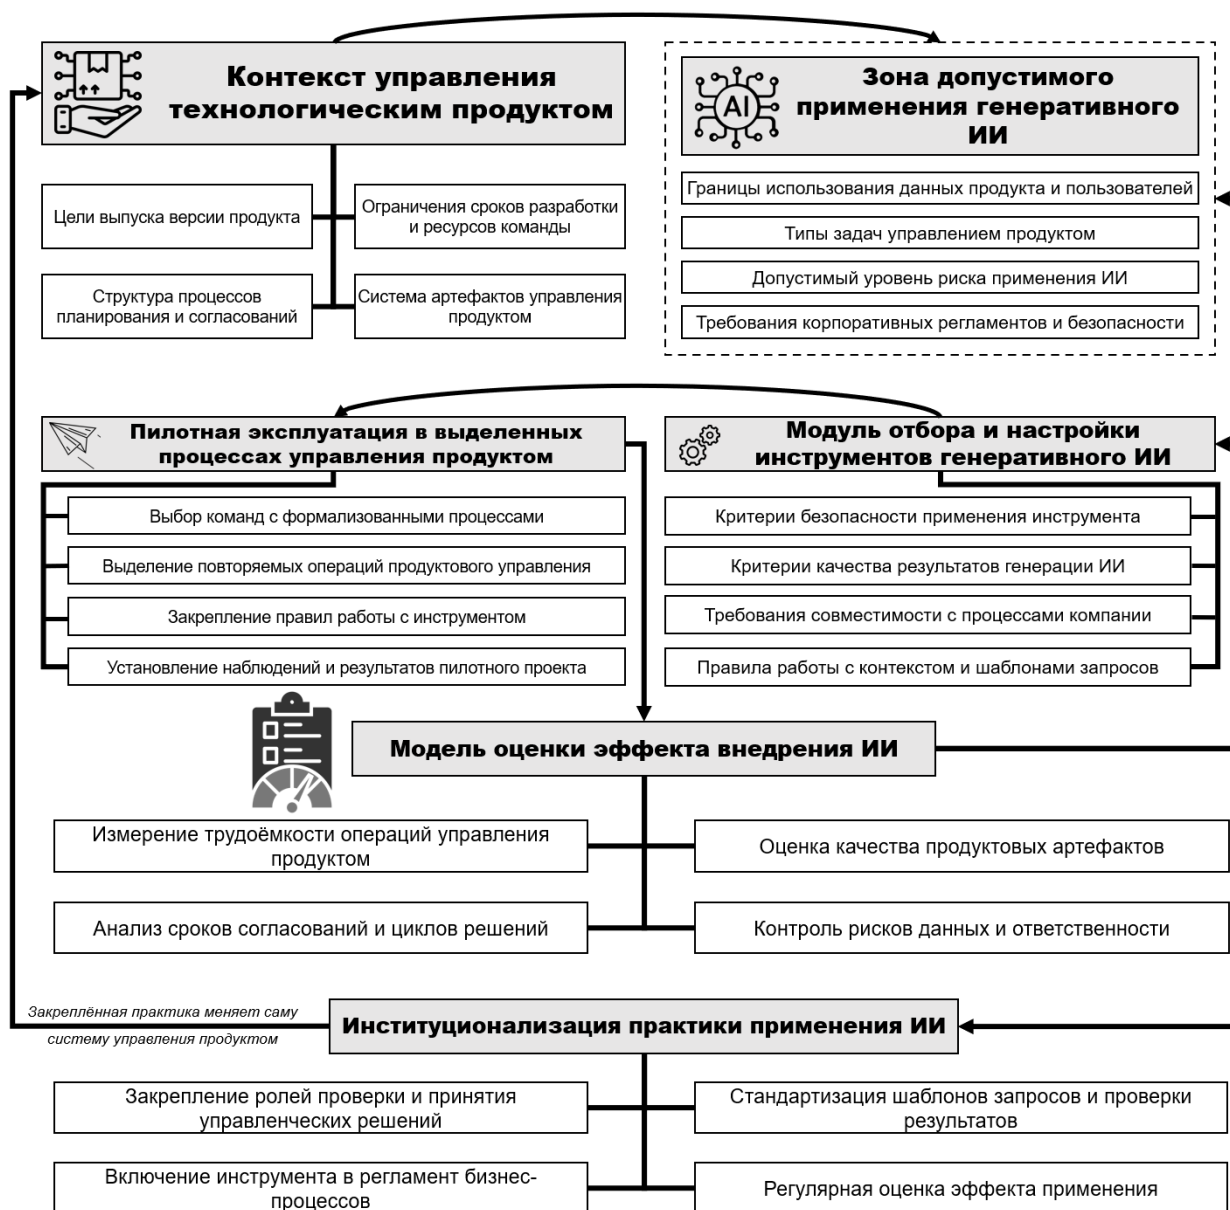 Контекст управления
технологическим продуктом
Цели выпуска версии продукта
Ограничения сроков разработки
и ресурсов команды
Структура процессов
планирования и согласований
Система артефактов управления
продуктом
AI
Зона допустимого
применения генеративного
ИИ
Границы использования данных продукта и пользователей
Типы задач управлением продуктом
Допустимый уровень риска применения ИИ
Требования корпоративных регламентов и безопасности
Пилотная эксплуатация в выделенных
процессах управления продуктом
Выбор команд с формализованными процессами
Выделение повторяемых операций продуктового управления
Закрепление правил работы с инструментом
Установление наблюдений и результатов пилотного проекта
Модуль отбора и настройки
инструментов генеративного ИИ
Критерии безопасности применения инструмента
Критерии качества результатов генерации ИИ
Требования совместимости с процессами компании
Правила работы с контекстом и шаблонами запросов
Модель оценки эффекта внедрения ИИ
Измерение трудоёмкости операций управления
продуктом
Оценка качества продуктовых артефактов
Анализ сроков согласований и циклов решений
Контроль рисков данных и ответственности
Закреплённая практика меняет саму
систему управления продуктом
Институционализация практики применения ИИ
Закрепление ролей проверки и принятия
управленческих решений
Стандартизация шаблонов запросов и проверки
результатов
Включение инструмента в регламент бизнес-
процессов
Регулярная оценка эффекта применения